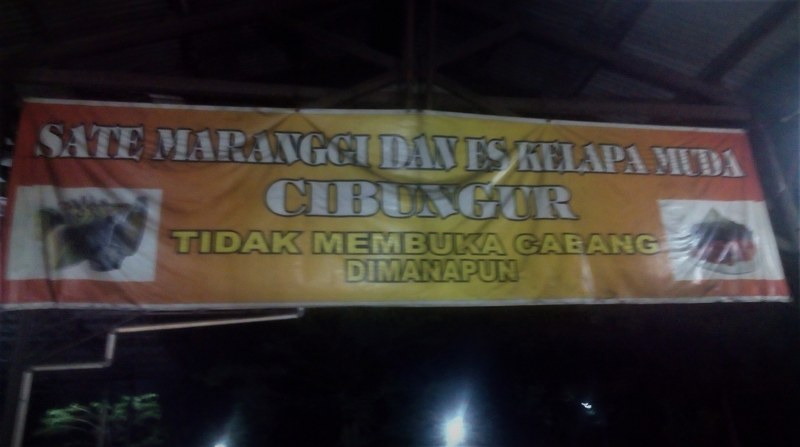 SATE MARANGGI DAN ES KELAPA MUDA
CIBUNGUR
TIDAK MEMBUKA CABANG
DIMANAPUN